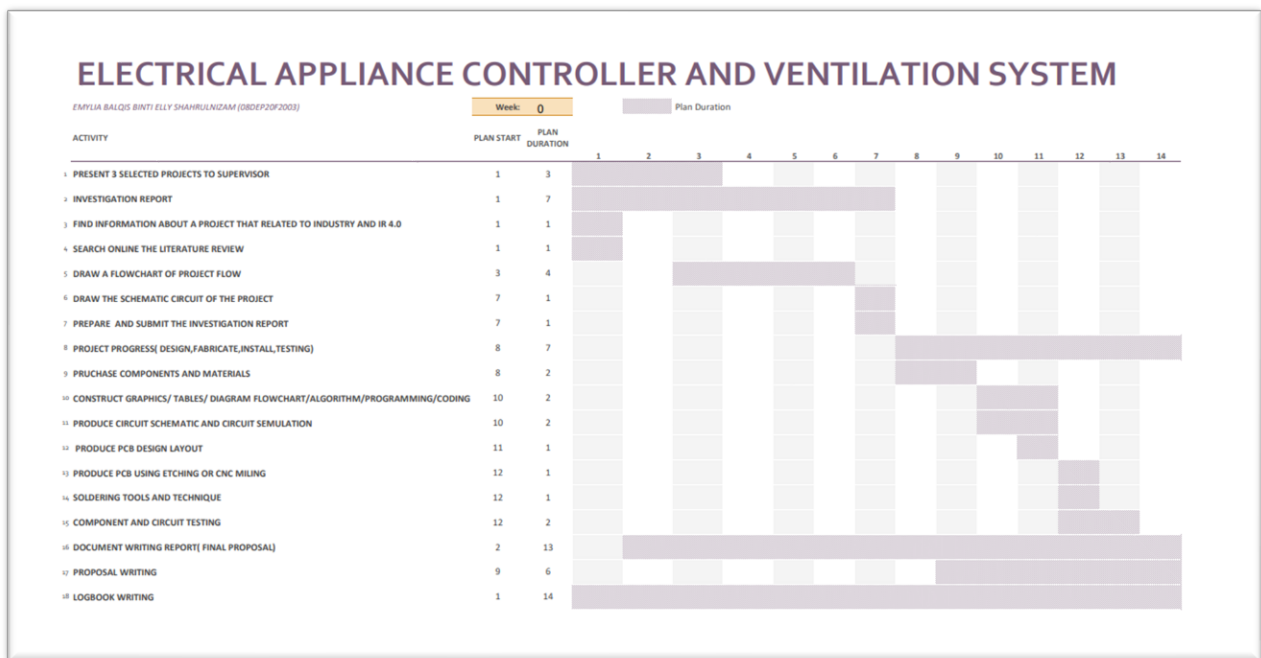 ELECTRICAL APPLIANCE CONTROLLER AND VENTILATION SYSTEM
EMYLIA BALQIS BINTI ELLY SHAHRULNIZAM (08DEP20F2003) Week: 0 Plan Duration
ACTIVITY PLAN START PLAN DURATION
1 2 3 4 5 6 7 8 9 10 11 12 13 14
1 PRESENT 3 SELECTED PROJECTS TO SUPERVISOR 1 3
2 INVESTIGATION REPORT 1 7
3 FIND INFORMATION ABOUT A PROJECT THAT RELATED TO INDUSTRY AND IR 4.0 1 1
4 SEARCH ONLINE THE LITERATURE REVIEW 1 1
5 DRAW A FLOWCHART OF PROJECT FLOW 3 4
6 DRAW THE SCHEMATIC CIRCUIT OF THE PROJECT 7 1
7 PREPARE AND SUBMIT THE INVESTIGATION REPORT 7 1
8 PROJECT PROGRESS( DESIGN,FABRICATE,INSTALL,TESTING) 8 7
9 PRUCHASE COMPONENTS AND MATERIALS 8 2
10 CONSTRUCT GRAPHICS/ TABLES/ DIAGRAM FLOWCHART/ALGORITHM/PROGRAMMING/CODING 10 2
11 PRODUCE CIRCUIT SCHEMATIC AND CIRCUIT SEMULATION 10 2
12 PRODUCE PCB DESIGN LAYOUT 11 1
13 PRODUCE PCB USING ETCHING OR CNC MILING 12 1
14 SOLDERING TOOLS AND TECHNIQUE 12 1
15 COMPONENT AND CIRCUIT TESTING 12 2
16 DOCUMENT WRITING REPORT( FINAL PROPOSAL) 2 13
17 PROPOSAL WRITING 9 6
18 LOGBOOK WRITING 1 14